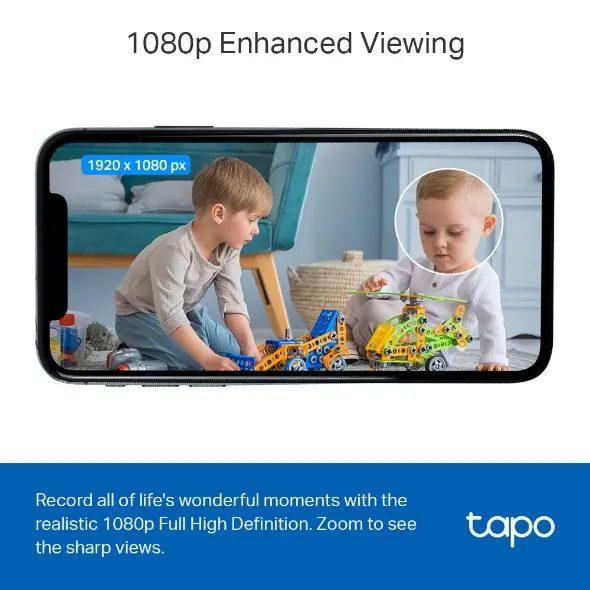 1080p Enhanced Viewing
1920 x 1080 px
Record all of life's wonderful moments with the
realistic 1080p Full High Definition. Zoom to see
the sharp views.
tapo